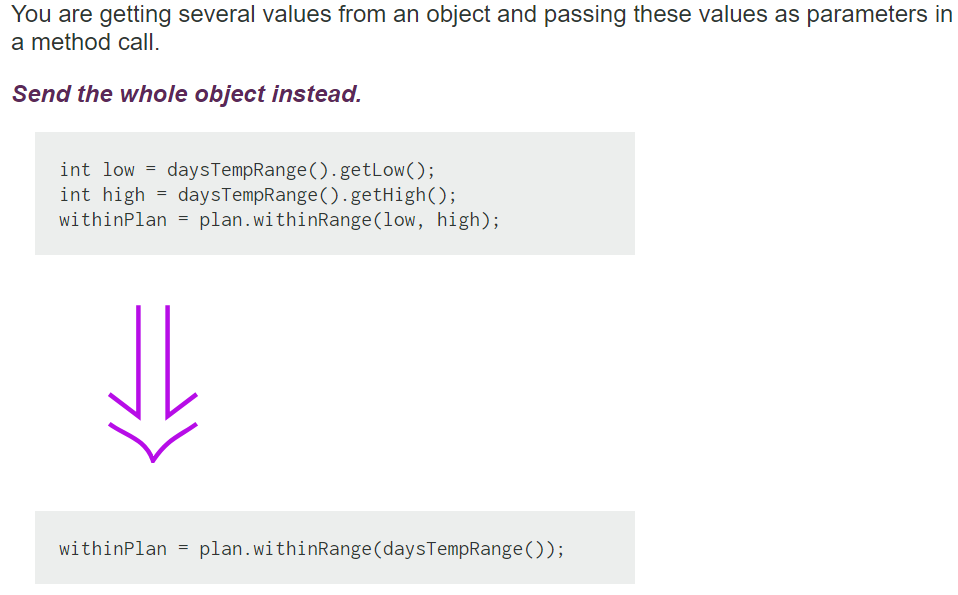 You are getting several values from an object and passing these values as parameters in
a method call.
Send the whole object instead.
int low = daysTempRange().getLow();
int high = daysTempRange().getHigh();
withinPlan = plan.withinRange(low, high);
withinPlan = plan.withinRange(daysTempRange());